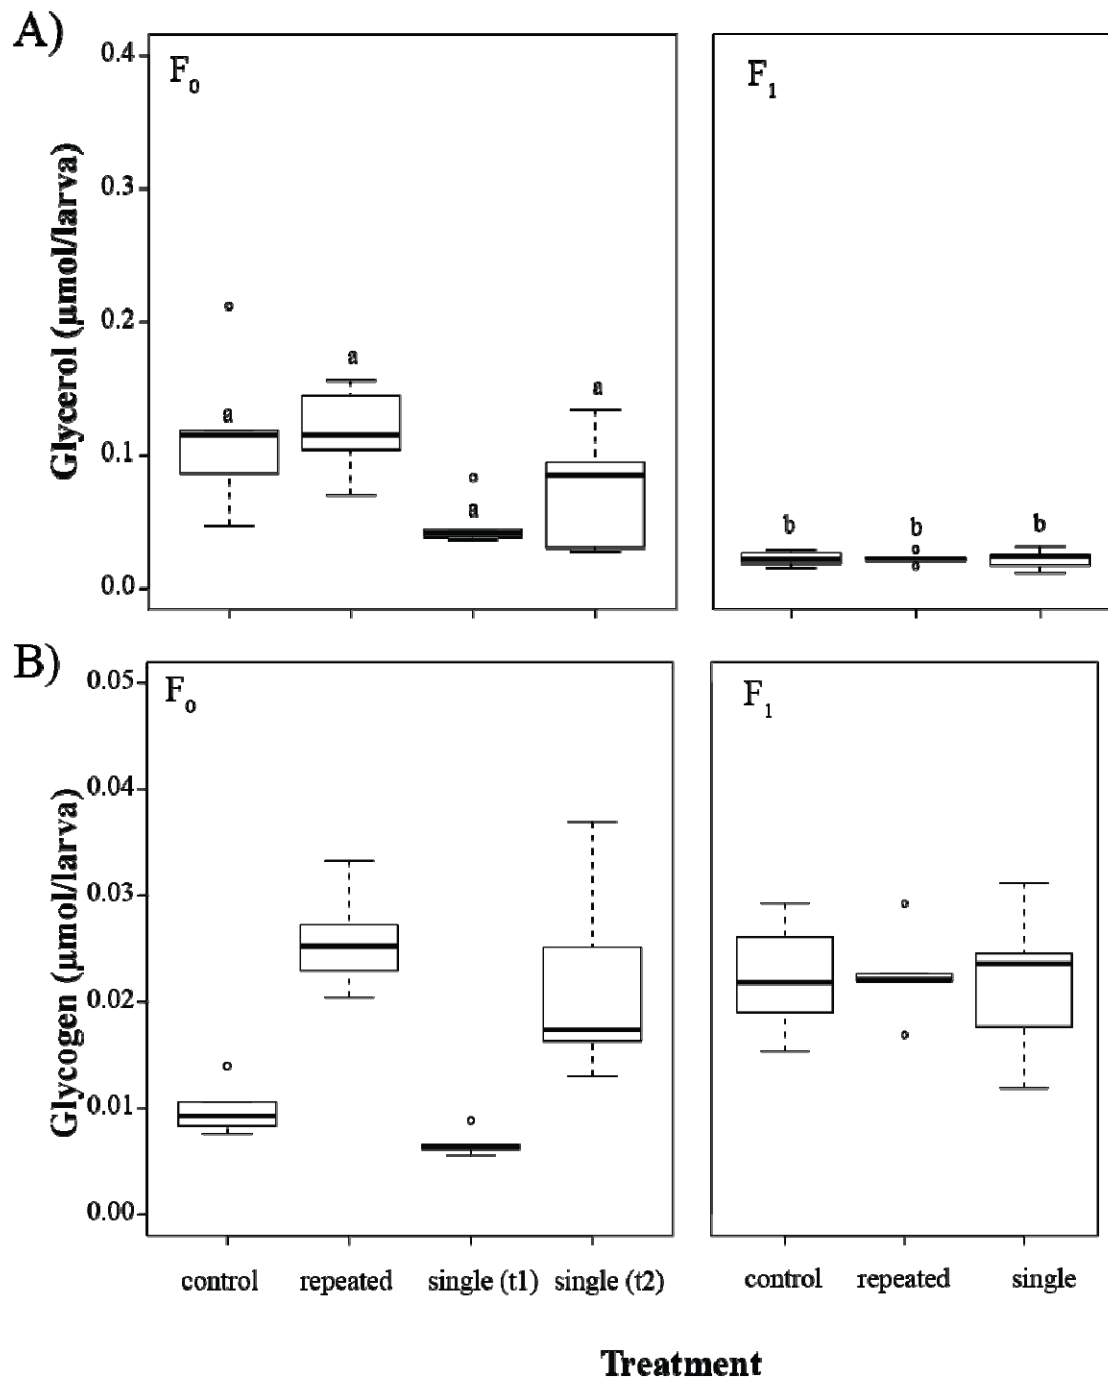 A)
F0
F1
0.4
0.3
0.2
0.1
0.0
Glycerol (µmol/larva)
a
a
a
a
b
b
b
B)
F0
F1
0.05
0.04
0.03
0.02
0.01
0.00
Glycogen (µmol/larva)
control
repeated
single (t1)
single (t2)
control
repeated
single
Treatment